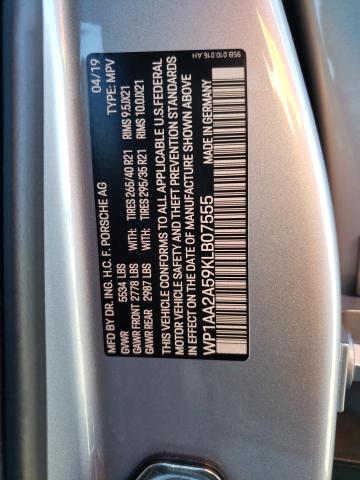 95B.010.016.AH
MFD BY DR. ING. H.C. F. PORSCHE AG 04/19
GVWR 5534 LBS TYPE: MPV
GAWR FRONT 2778 LBS WITH: TIRES 265/40 R21 RIMS 9.5JX21
GAWR REAR 2987 LBS WITH: TIRES 295/35 R21 RIMS 10.0JX21
THIS VEHICLE CONFORMS TO ALL APPLICABLE U.S.FEDERAL
MOTOR VEHICLE SAFETY AND THEFT PREVENTION STANDARDS
IN EFFECT ON THE DATE OF MANUFACTURE SHOWN ABOVE.
WP1AA2A59KLB07555 MADE IN GERMANY